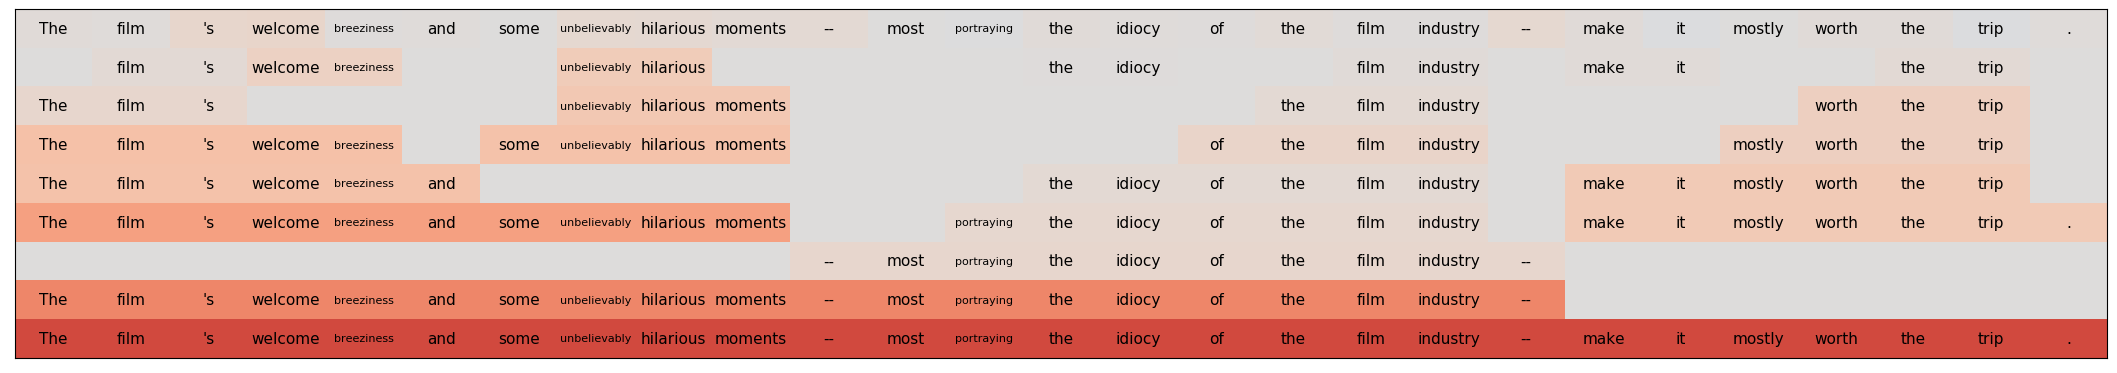 The film 's welcome breeziness and some unbelievably hilarious moments -- most portraying the idiocy of the film industry -- make it mostly worth the trip .
film 's welcome breeziness unbelievably hilarious the idiocy film industry make it the trip
The film 's unbelievably hilarious moments the film industry worth the trip
The film 's welcome breeziness some unbelievably hilarious moments of the film industry mostly worth the trip
The film 's welcome breeziness and the idiocy of the film industry make it mostly worth the trip
The film 's welcome breeziness and some unbelievably hilarious moments portraying the idiocy of the film industry make it mostly worth the trip .
-- most portraying the idiocy of the film industry --
The film 's welcome breeziness and some unbelievably hilarious moments -- most portraying the idiocy of the film industry --
The film 's welcome breeziness and some unbelievably hilarious moments -- most portraying the idiocy of the film industry -- make it mostly worth the trip .